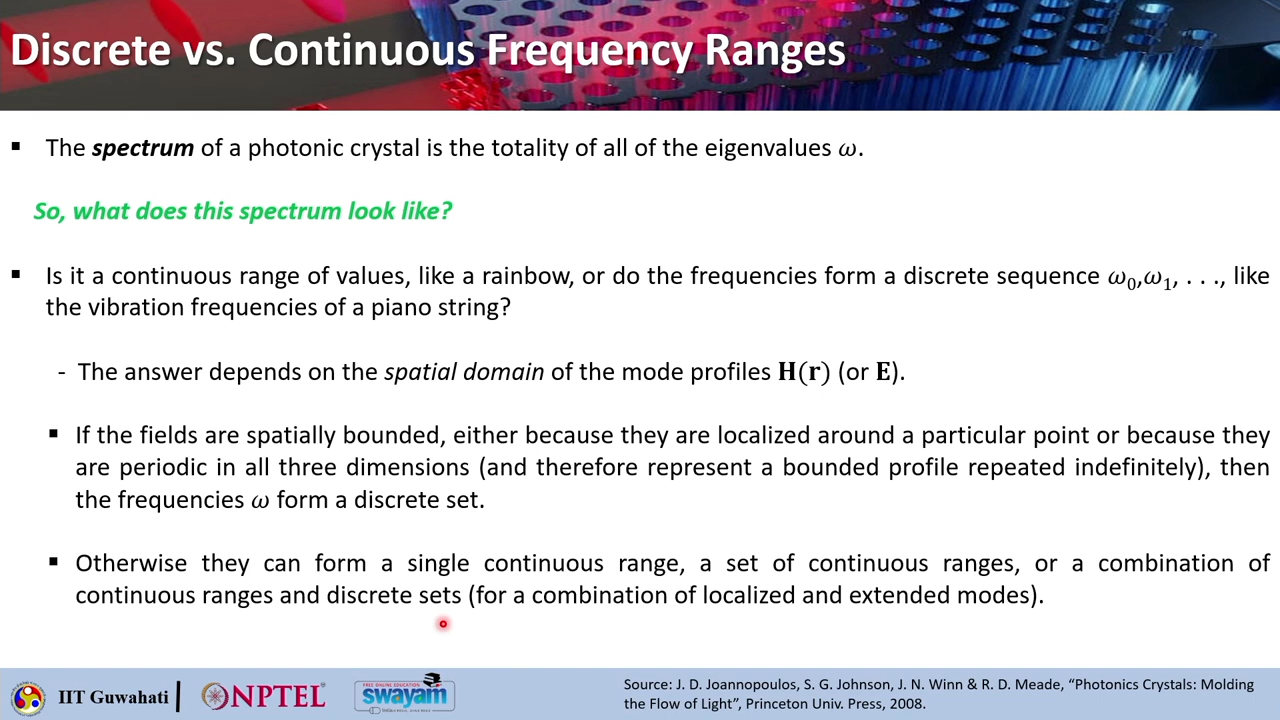 Discrete vs. Continuous Frequency Ranges
▪ The spectrum of a photonic crystal is the totality of all of the eigenvalues ω.
So, what does this spectrum look like?
▪ Is it a continuous range of values, like a rainbow, or do the frequencies form a discrete sequence ω₀,ω₁, . . ., like
the vibration frequencies of a piano string?
- The answer depends on the spatial domain of the mode profiles H(r) (or E).
▪ If the fields are spatially bounded, either because they are localized around a particular point or because they
are periodic in all three dimensions (and therefore represent a bounded profile repeated indefinitely), then
the frequencies ω form a discrete set.
▪ Otherwise they can form a single continuous range, a set of continuous ranges, or a combination of
continuous ranges and discrete sets (for a combination of localized and extended modes).
IIT Guwahati
NPTEL
FREE ONLINE EDUCATION
swayam
Source: J. D. Joannopoulos, S. G. Johnson, J. N. Winn & R. D. Meade, “Photonics Crystals: Molding
the Flow of Light”, Princeton Univ. Press, 2008.